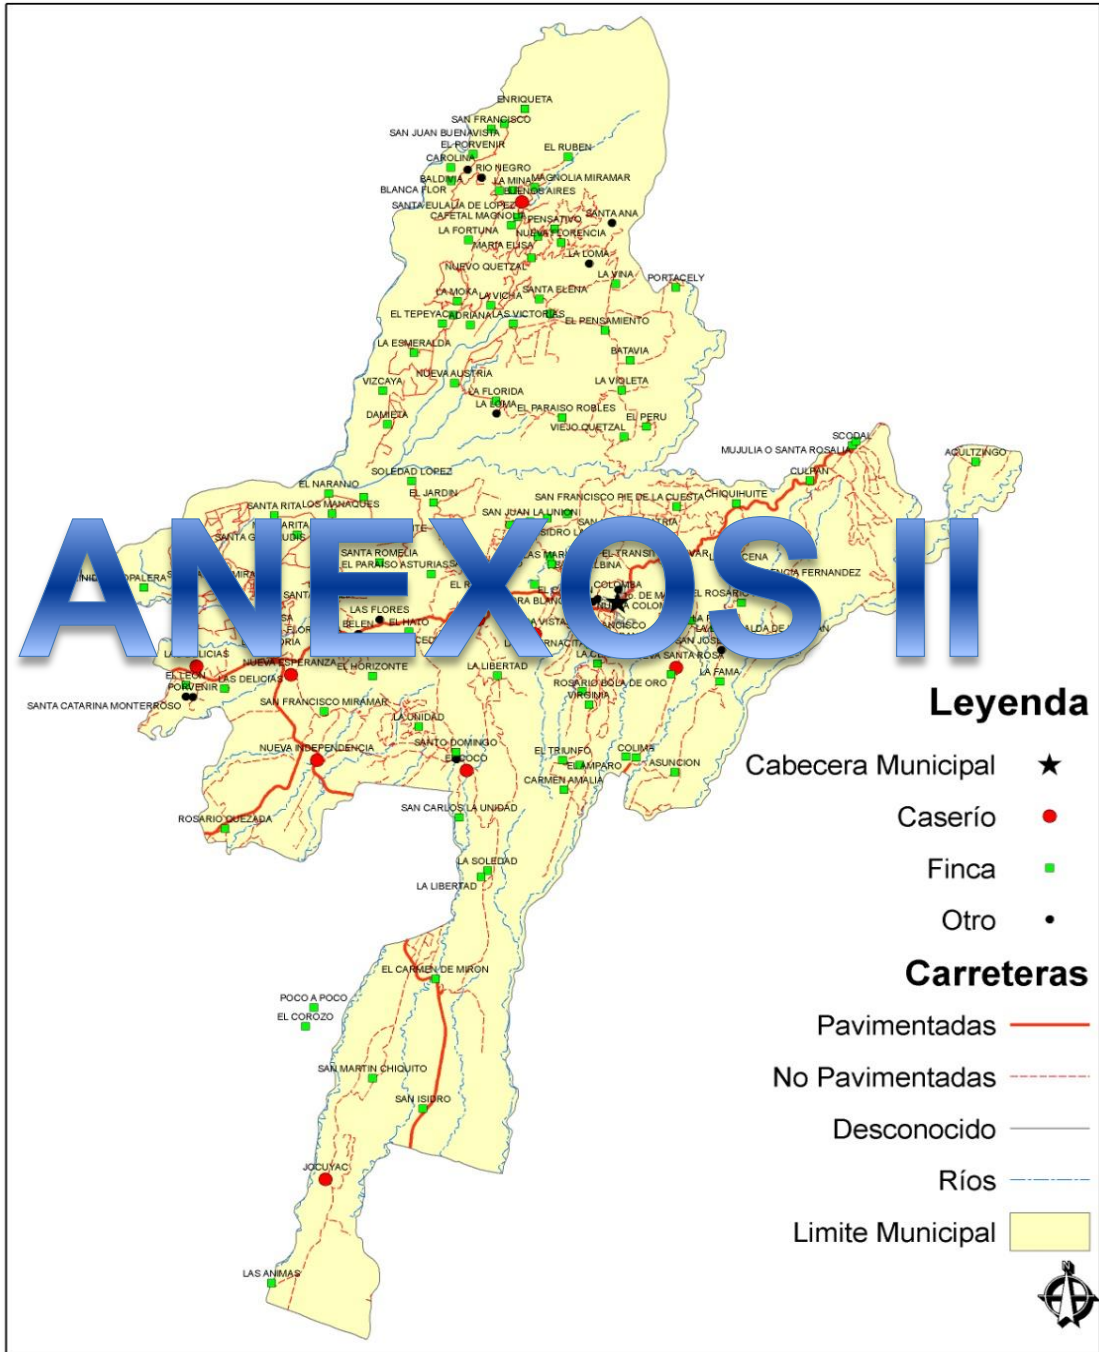 ENRIQUETA
SAN FRANCISCO
SAN JUAN BUENAVISTA
EL PORVENIR
EL RUBEN
CAROLINA
RIO NEGRO
BALDIVIA
LA MINA
MAGNOLIA MIRAMAR
BLANCA FLOR
BUENOS AIRES
SANTA EULALIA DE LOPEZ
CAFETAL MAGNOLIA
PENSATIVO
SANTA ANA
LA FORTUNA
NUEVA FLORENCIA
MARIA ELISA
LA LOMA
NUEVO QUETZAL
LA VINA
PORTACELY
LA MOKA
LA VICHA
SANTA ELENA
EL TEPEYAC
ADRIANA
LAS VICTORIAS
EL PENSAMIENTO
LA ESMERALDA
BATAVIA
VIZCAYA
NUEVA AUSTRIA
LA VIOLETA
LA FLORIDA
LA LOMA
EL PARAISO ROBLES
DAMIETA
EL PERU
VIEJO QUETZAL
SCODAL
MUJULIA O SANTA ROSALIA
AGULTZINGO
CULPAN
SOLEDAD LOPEZ
EL NARANJO
EL JARDIN
SAN FRANCISCO PIE DE LA CUESTA
CHIQUIHUITE
SANTA RITA
LOS MANAQUES
SAN JUAN LA UNION
ANEXOS II
SANTA ROMELIA
EL PARAISO ASTURIAS
FERNANDEZ
EL ROSARIO
COLOMBA
LAS FLORES
BELEN
EL HATO
LA LIBERTAD
NUEVA ESPERANZA
EL HORIZONTE
SANTA ROSA
LA FAMA
EL LEON
PORVENIR
LAS DELICIAS
ROSARIO BOLA DE ORO
VIRGINIA
SANTA CATARINA MONTERROSO
SAN FRANCISCO MIRAMAR
LA UNIDAD
NUEVA INDEPENDENCIA
SANTO DOMINGO
EL COCO
EL TRIUNFO
COLIMA
EL AMPARO
ASUNCION
CARMEN AMALIA
SAN CARLOS LA UNIDAD
ROSARIO QUEZADA
LA SOLEDAD
LA LIBERTAD
EL CARMEN DE MIRON
POCO A POCO
EL COROZO
SAN MARTIN CHIQUITO
SAN ISIDRO
JOCUYAC
LAS ANIMAS
Leyenda
Cabecera Municipal
Caserío
Finca
Otro
Carreteras
Pavimentadas
No Pavimentadas
Desconocido
Ríos
Limite Municipal
N